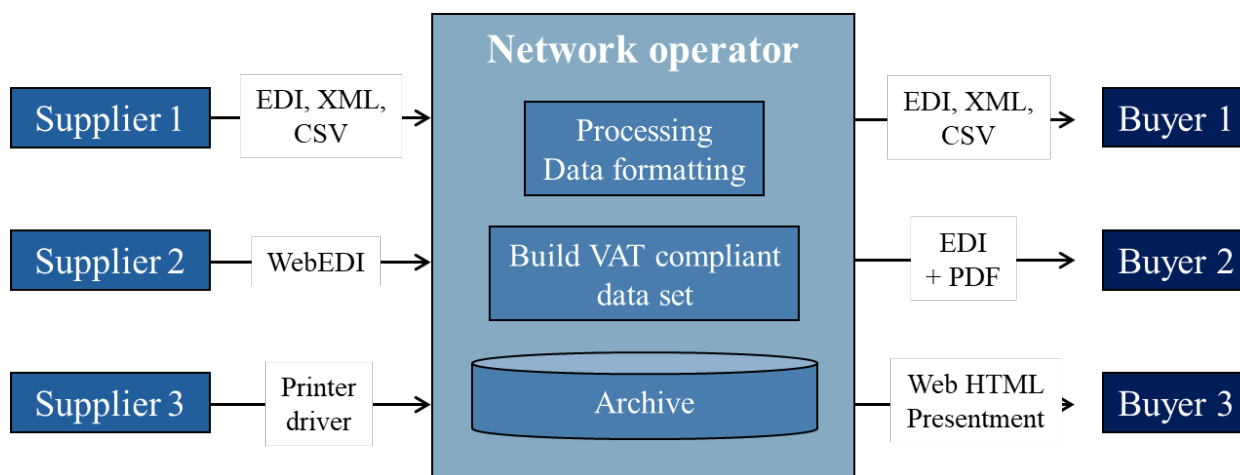 Network operator
Supplier 1
EDI, XML,
CSV
Processing
Data formatting
EDI, XML,
CSV
Buyer 1
Supplier 2
WebEDI
Build VAT compliant
data set
EDI
+ PDF
Buyer 2
Supplier 3
Printer
driver
Archive
Web HTML
Presentment
Buyer 3